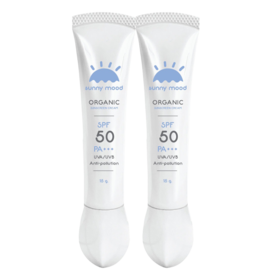 sunny mood
ORGANIC
SPF
50
PA+++
UVA/UVB
Anti-pollution
sunny mood
ORGANIC
SPF
50
PA+++
UVA/UVB
Anti-pollution